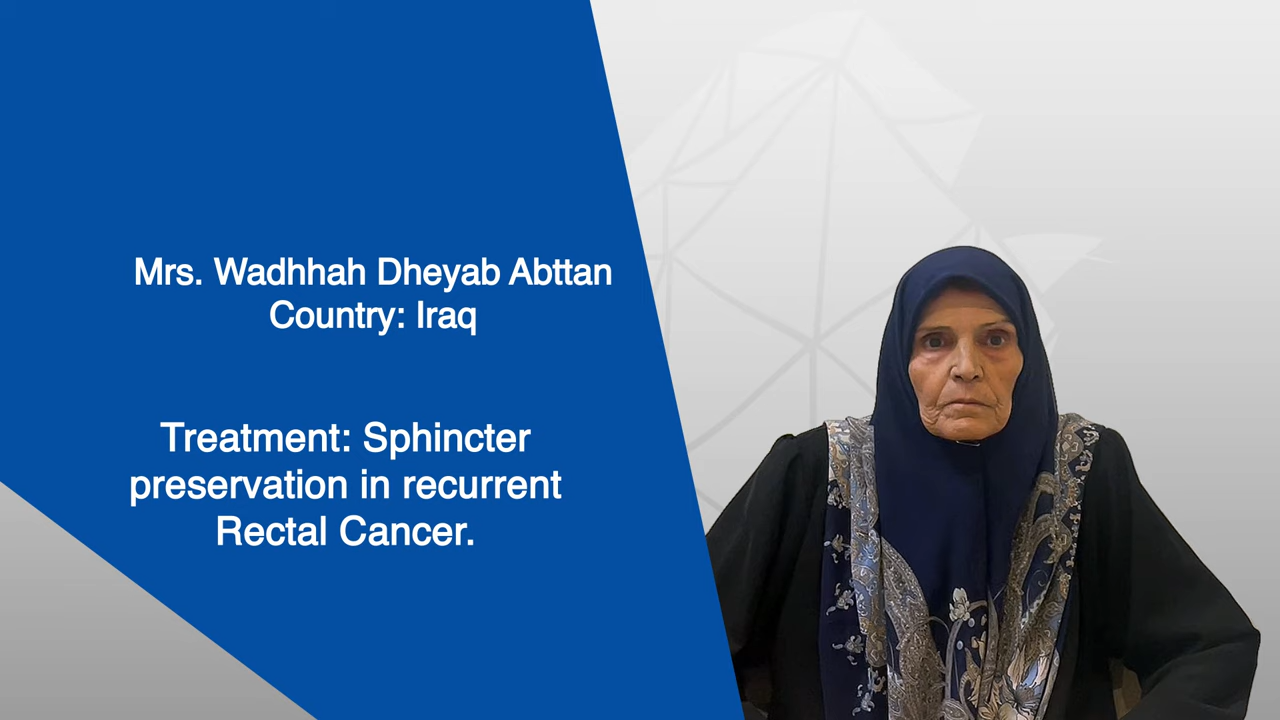 Mrs. Wadhhah Dheyab Abttan
Country: Iraq
Treatment: Sphincter
preservation in recurrent
Rectal Cancer.